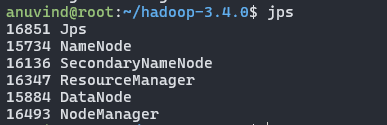 anuvind@root:~/hadoop-3.4.0$ jps
16851 Jps
15734 NameNode
16136 SecondaryNameNode
16347 ResourceManager
15884 DataNode
16493 NodeManager